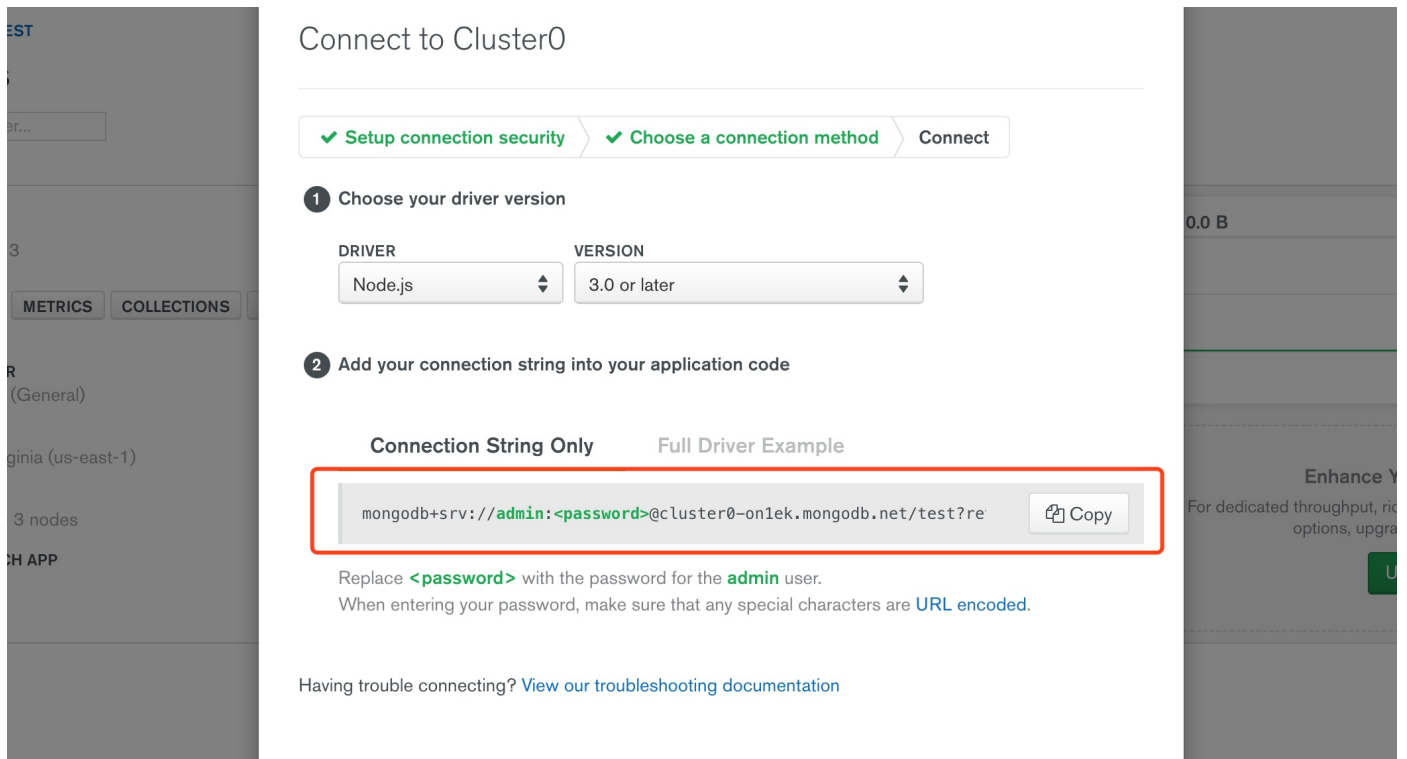 EST
Connect to Cluster0
er...
Setup connection security
Choose a connection method
Connect
1 Choose your driver version
0.0 B
3
DRIVER
VERSION
Node.js
3.0 or later
METRICS
COLLECTIONS
2 Add your connection string into your application code
R
(General)
Connection String Only
Full Driver Example
ginia (us-east-1)
mongodb+srv://admin:<password>@cluster0-on1ek.mongodb.net/test?re
Copy
3 nodes
CH APP
Enhance Y
For dedicated throughput, ric
options, upgra
U
Replace <password> with the password for the admin user.
When entering your password, make sure that any special characters are URL encoded.
Having trouble connecting? View our troubleshooting documentation